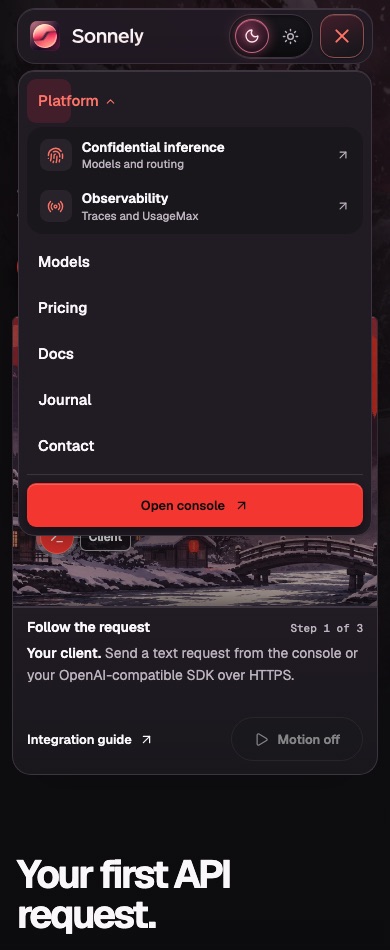 Sonnely
Platform
Confidential inference
Models and routing
Observability
Traces and UsageMax
Models
Pricing
Docs
Journal
Contact
Open console
Client
Follow the request
Step 1 of 3
Your client. Send a text request from the console or
your OpenAI-compatible SDK over HTTPS.
Integration guide
Motion off
Your first API
request.